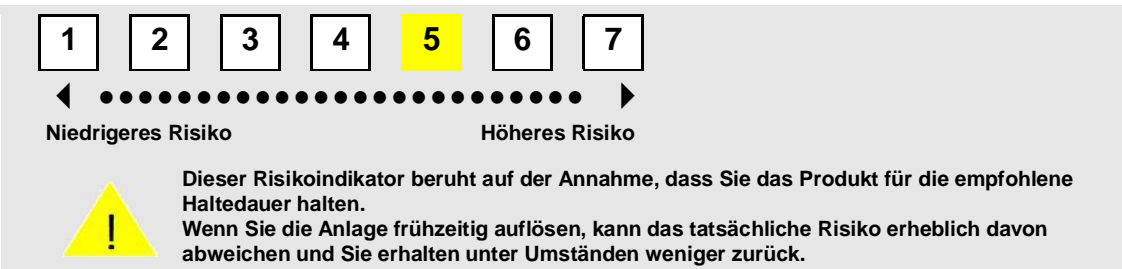 1 2 3 4 5 6 7
Niedrigeres Risiko Höheres Risiko
Dieser Risikoindikator beruht auf der Annahme, dass Sie das Produkt für die empfohlene
Haltedauer halten.
Wenn Sie die Anlage frühzeitig auflösen, kann das tatsächliche Risiko erheblich davon
abweichen und Sie erhalten unter Umständen weniger zurück.
!